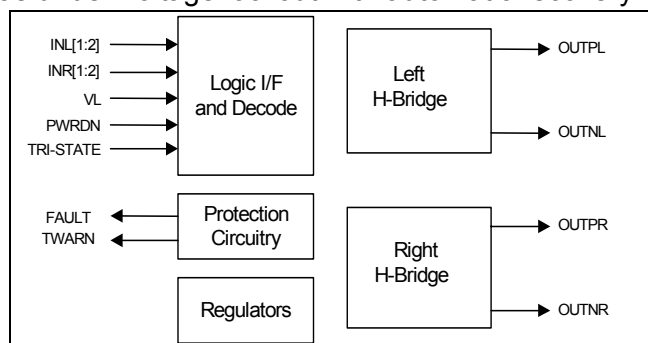 INL[1:2]
INR[1:2]
VL
PWRDN
TRI-STATE
Logic I/F
and Decode
Left
H-Bridge
OUTPL
OUTNL
FAULT
TWARN
Protection
Circuitry
Regulators
Right
H-Bridge
OUTPR
OUTNR